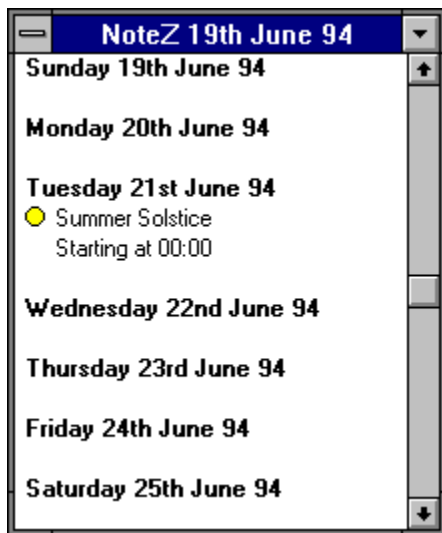 NoteZ 19th June 94
Sunday 19th June 94
Monday 20th June 94
Tuesday 21st June 94
Summer Solstice
Starting at 00:00
Wednesday 22nd June 94
Thursday 23rd June 94
Friday 24th June 94
Saturday 25th June 94